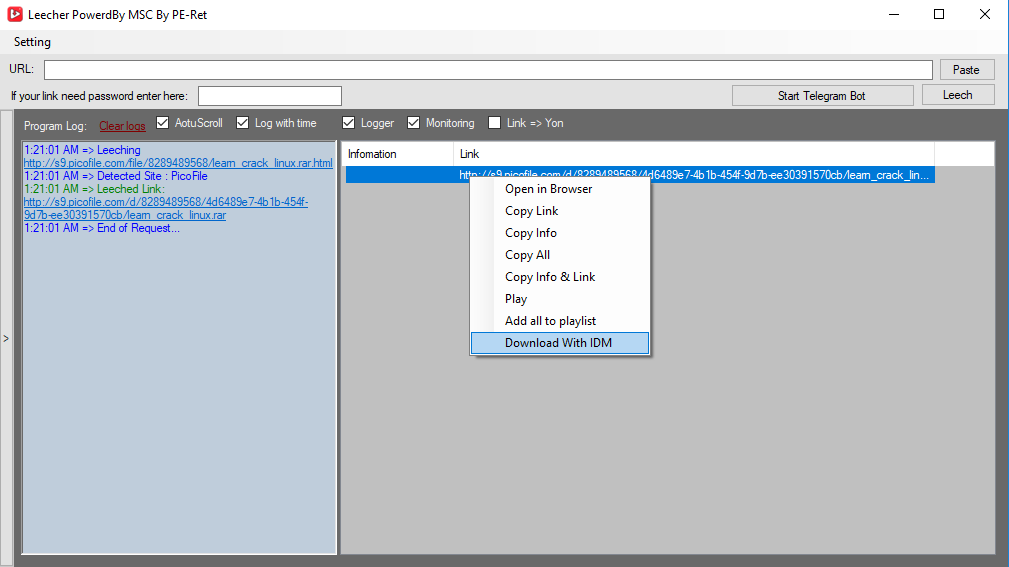 Leecher PowerdBy MSC By PE-Ret
Setting
URL:
Paste
If your link need password enter here:
Start Telegram Bot
Leech
Program Log:
Clear logs
AotuScroll
Log with time
Logger
Monitoring
Link => Yon
1:21:01 AM => Leeching
http://s9.picofile.com/file/8289489568/learn_crack_linux.rar.html
1:21:01 AM => Detected Site : PicoFile
1:21:01 AM => Leeched Link:
http://s9.picofile.com/d/8289489568/4d6489e7-4b1b-454f-
9d7b-ee30391570cb/learn_crack_linux.rar
1:21:01 AM => End of Request...
Infomation
Link
http://s9.picofile.com/d/8289489568/4d6489e7-4b1b-454f-9d7b-ee30391570cb/learn_crack_lin...
Open in Browser
Copy Link
Copy Info
Copy All
Copy Info & Link
Play
Add all to playlist
Download With IDM
>